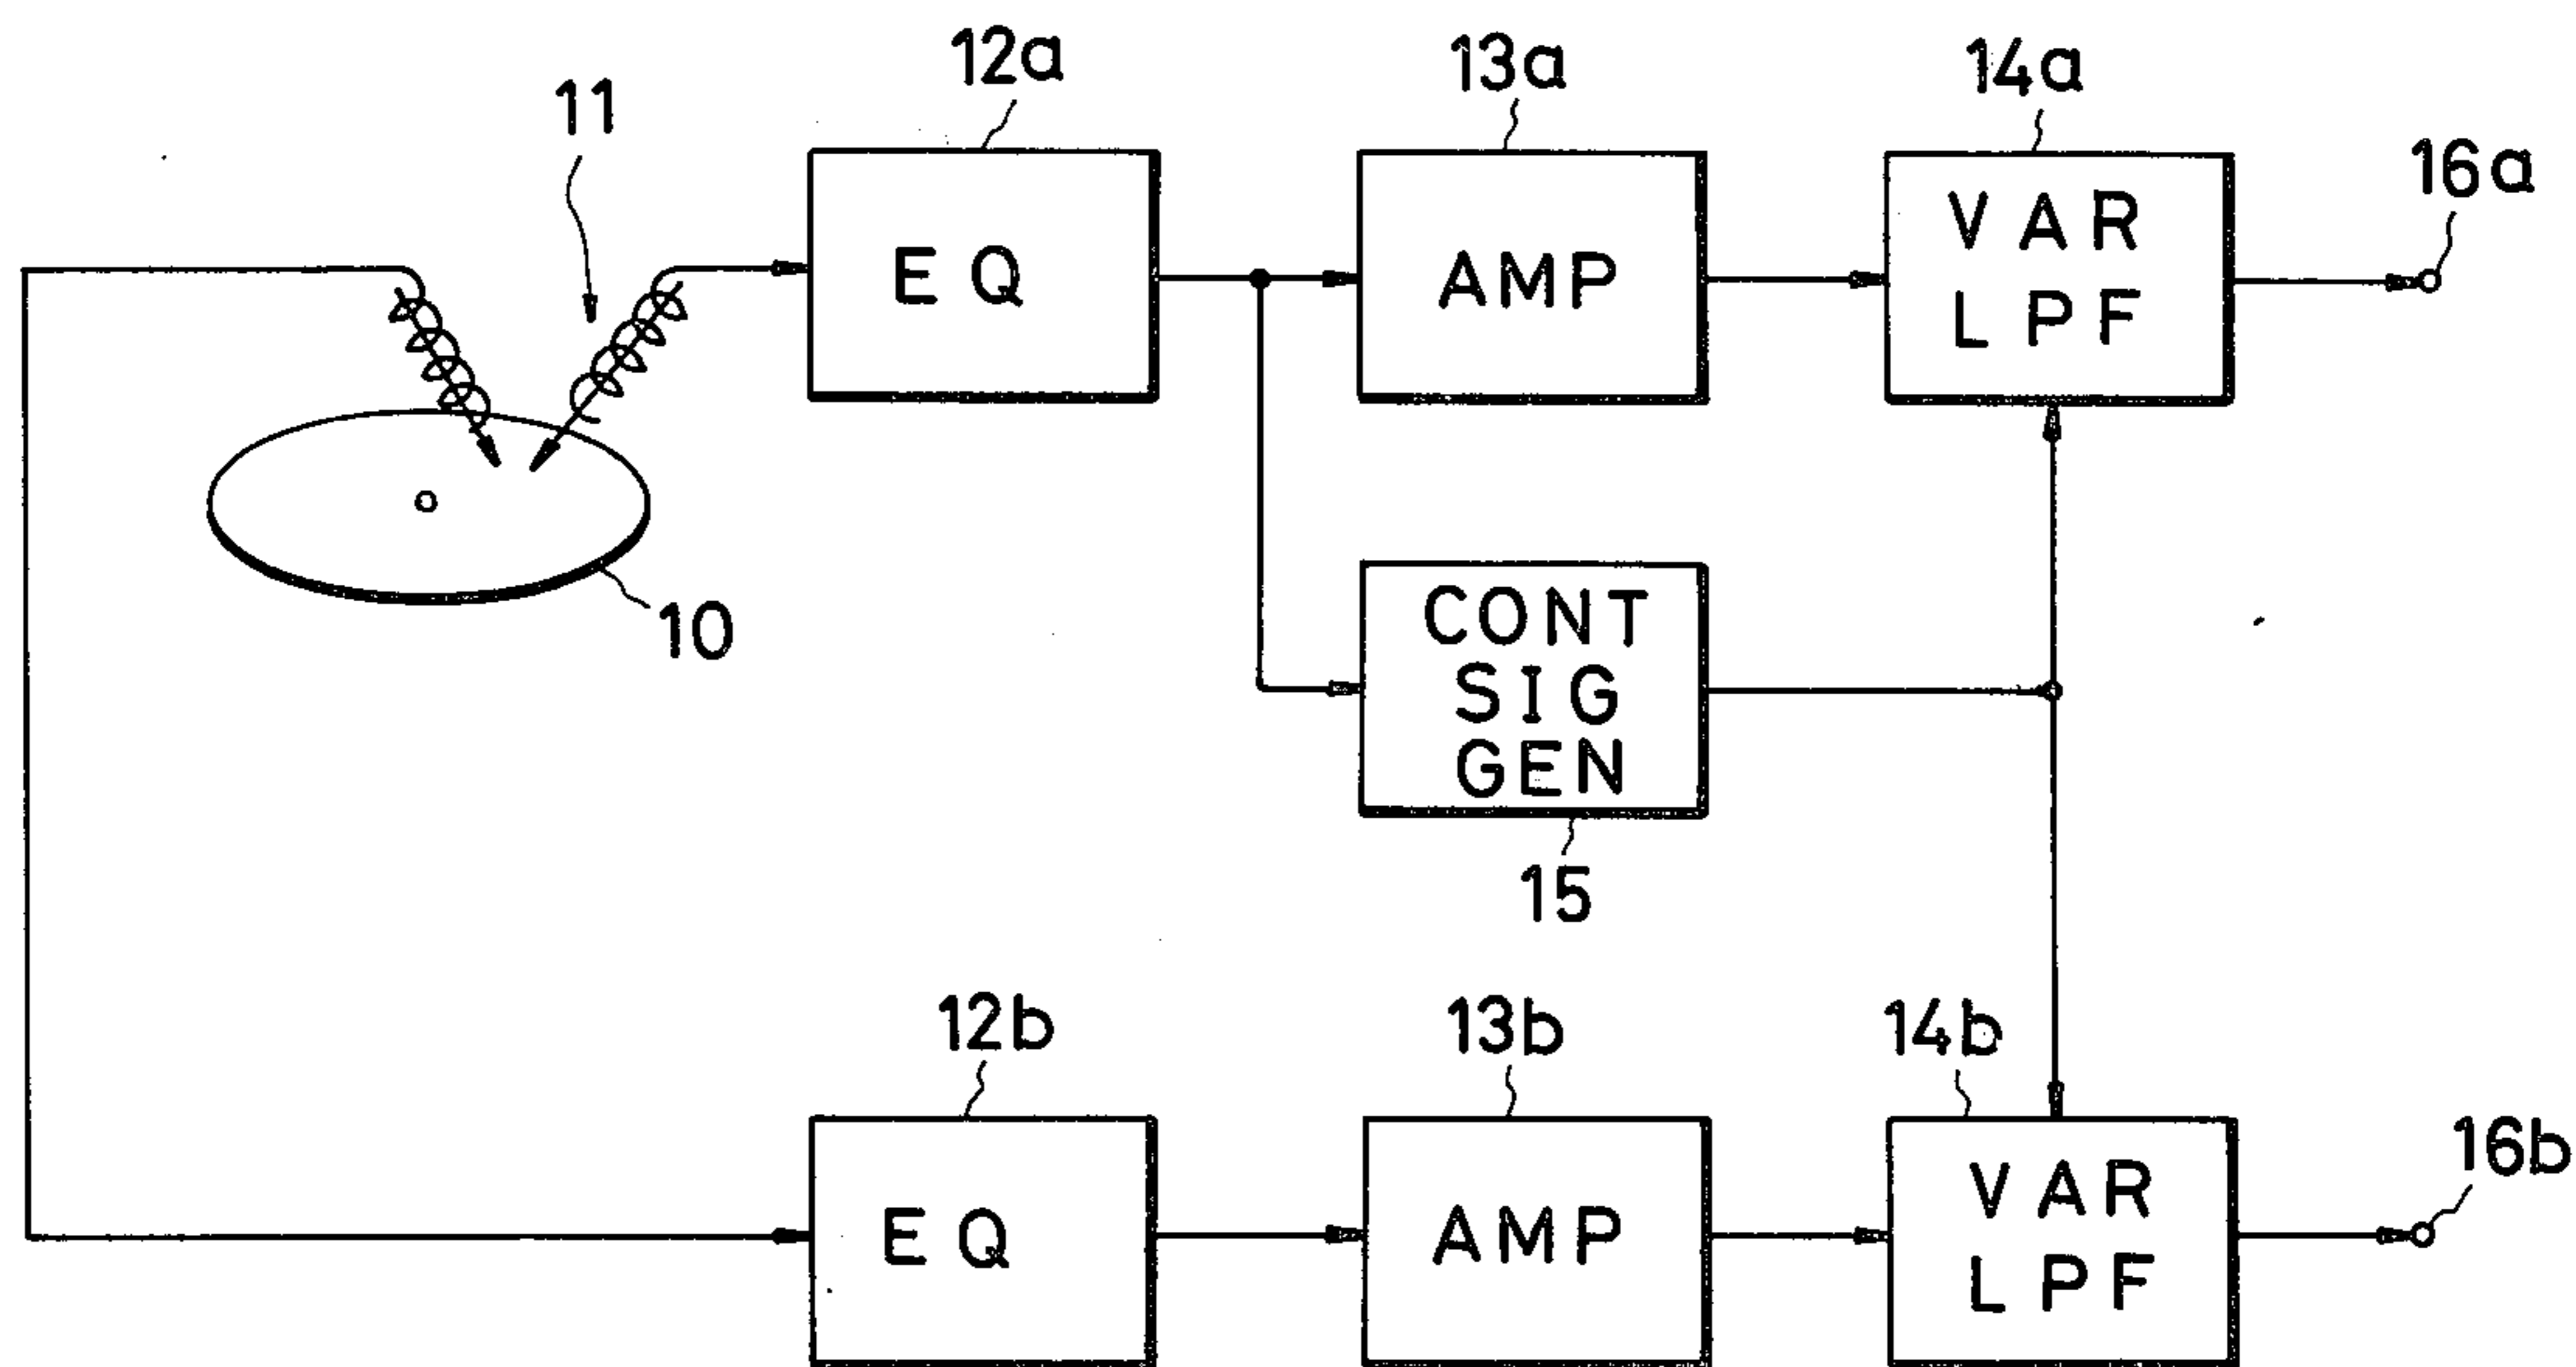 12a
13a
14a
11
16a
EQ
AMP
VAR
LPF
10
CONT
SIG
GEN
15
12b
13b
14b
16b
EQ
AMP
VAR
LPF